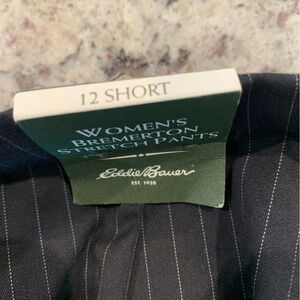 12 SHORT
WOMEN'S
BREMERTON
STRETCH PANTS
Eddie Bauer
EST. 1920